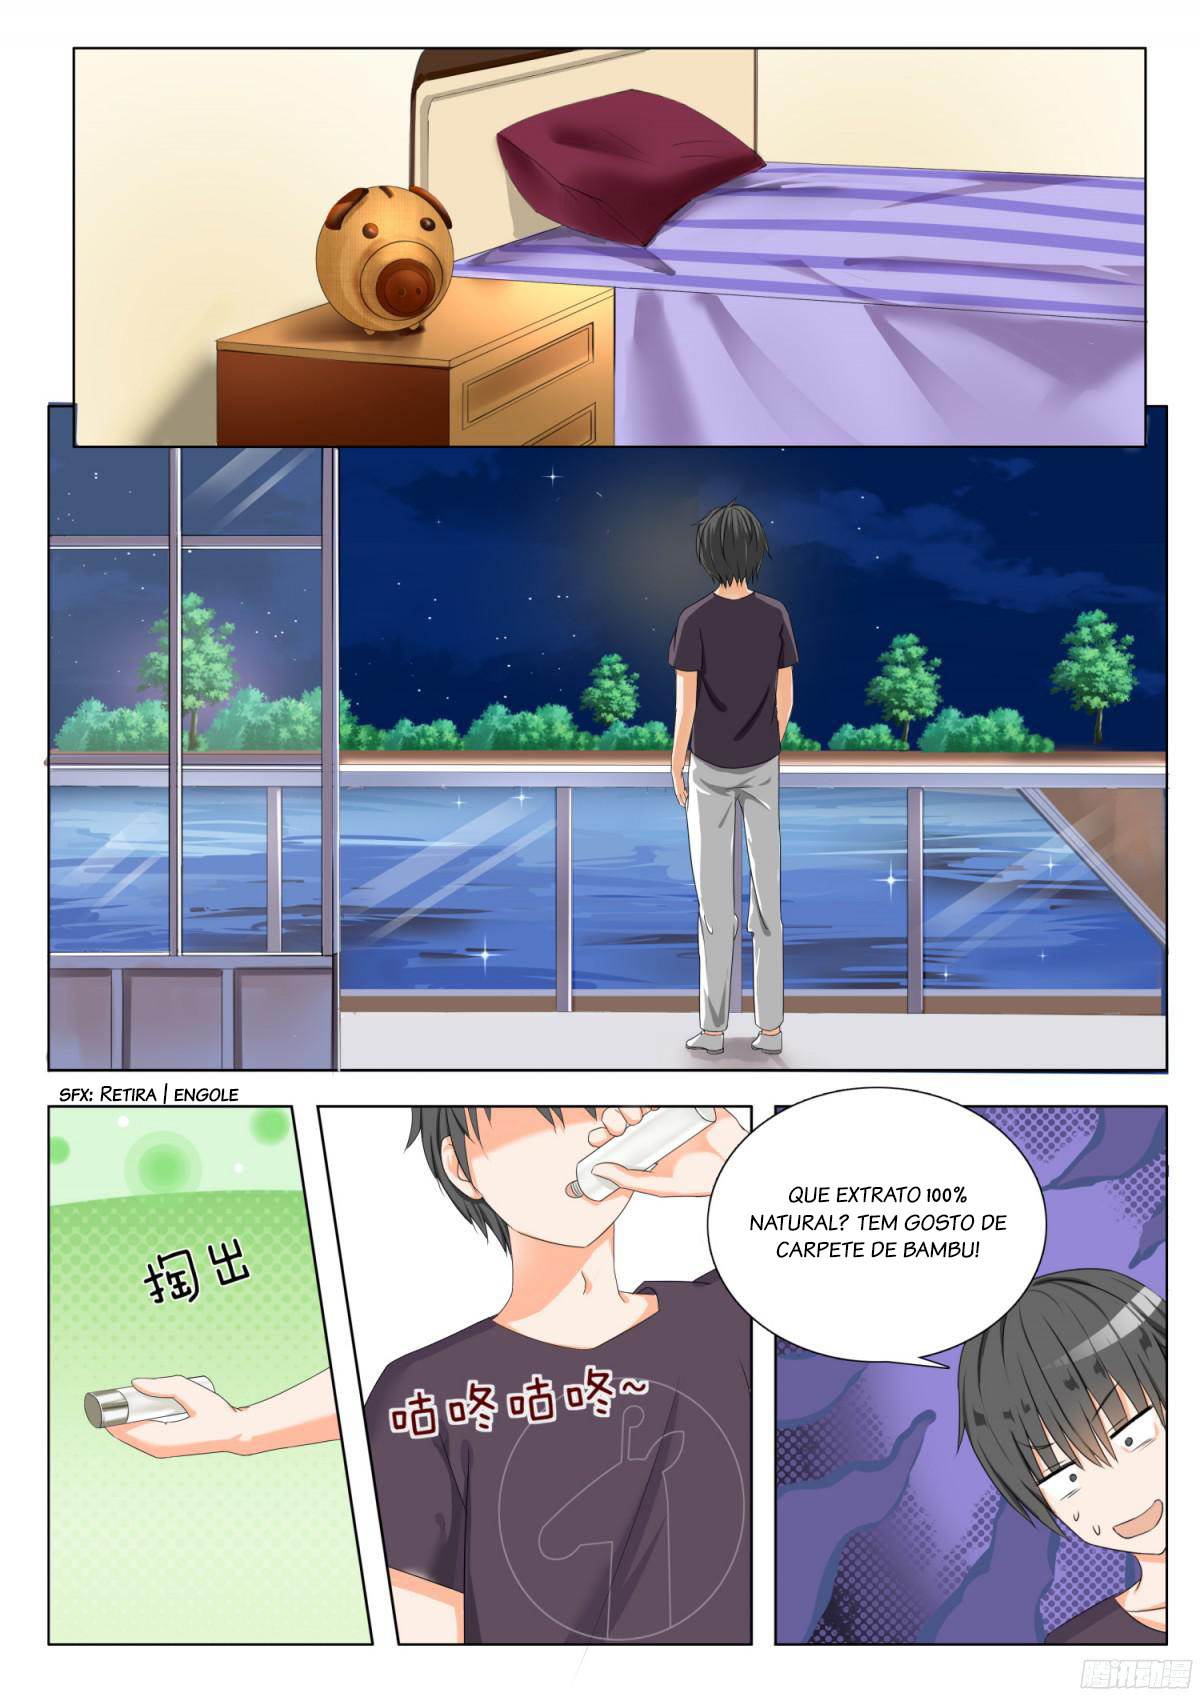 SFX: RETIRA | ENGOLE
掏出
咕咚咕咚~
QUE EXTRATO 100%
NATURAL? TEM GOSTO DE
CARPETE DE BAMBU!
腾讯动漫